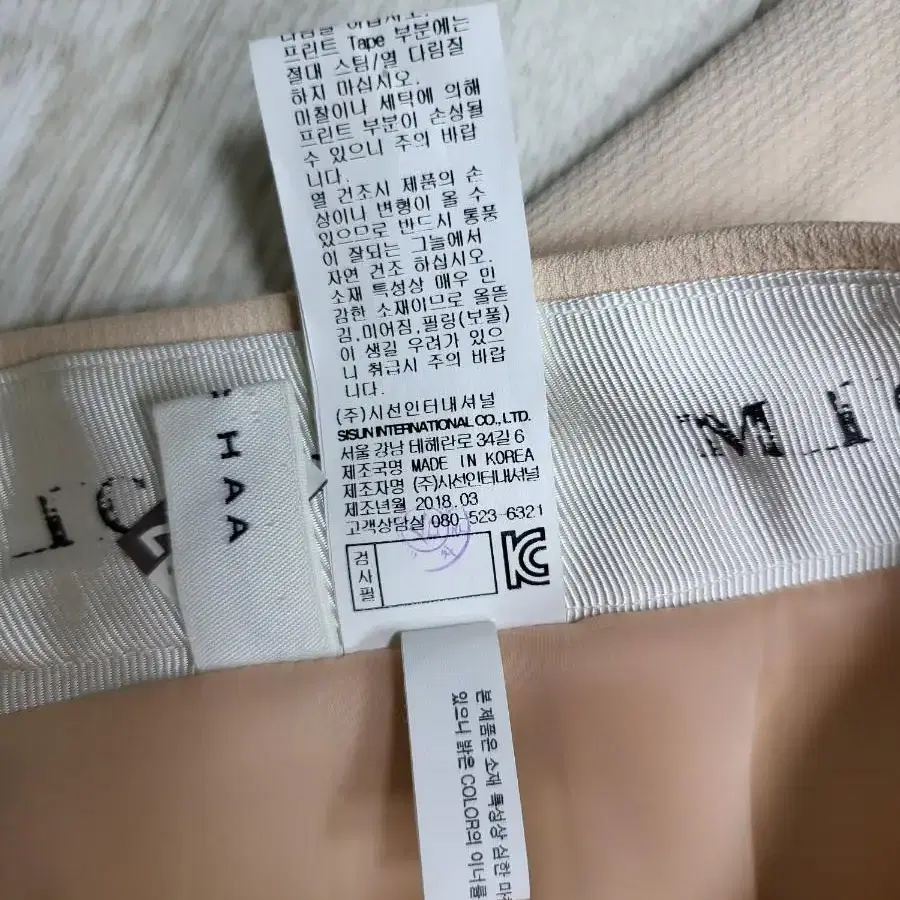 프린트 Tape 부분에는
절대 스팀/열 다림질
하지 마십시오.
마찰이나 세탁에 의해
프린트 부분이 손상될
수 있으니 주의 바랍
니다.
열 건조시 제품의 손
상이나 변형이 올 수
있으므로 반드시 통풍
이 잘되는 그늘에서
자연 건조 하십시오.
소재 특성상 매우 민
감한 소재이므로 올뜯
김,미어짐,필링(보풀)
이 생길 우려가 있으
니 취급시 주의 바랍
니다.
(주)시선인터내셔널
SISUN INTERNATIONAL CO., LTD.
서울 강남 테헤란로 34길 6
제조국명 MADE IN KOREA
제조자명 (주)시선인터내셔널
제조년월 2018.03
고객상담실 080-523-6321
검사필
HAA
MIC
본 제품은 소재 특성상 심한 마
있으니 밝은 COLOR의 이너를